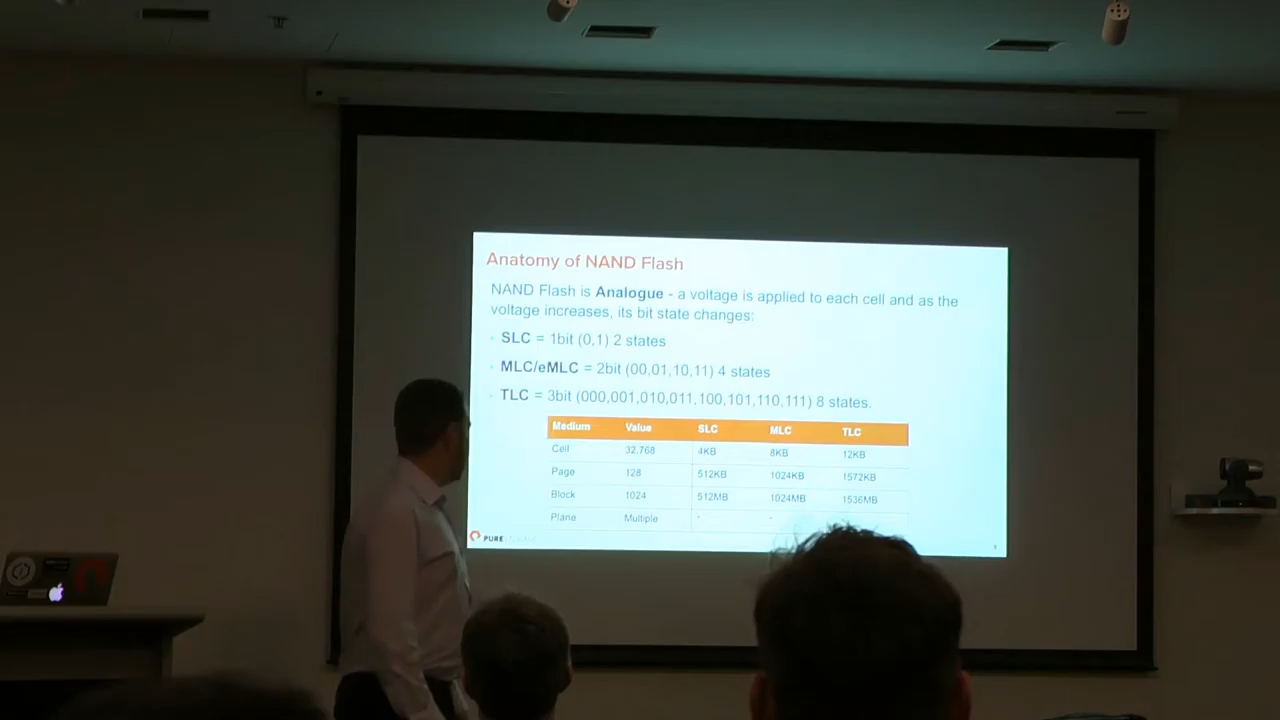 Anatomy of NAND Flash
NAND Flash is Analogue - a voltage is applied to each cell and as the
voltage increases, its bit state changes:
SLC = 1bit (0,1) 2 states
MLC/eMLC = 2bit (00,01,10,11) 4 states
TLC = 3bit (000,001,010,011,100,101,110,111) 8 states.
Medium Value SLC MLC TLC
Cell 32,768 4KB 8KB 12KB
Page 128 512KB 1024KB 1572KB
Block 1024 512MB 1024MB 1536MB
Plane Multiple - -
PURE